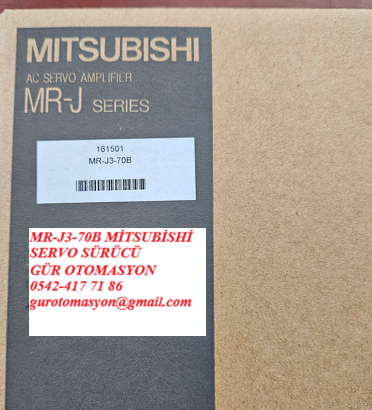 MITSUBISHI
AC SERVO AMPLIFIER
MR-J SERIES
161501
MR-J3-70B
MR-J3-70B MİTSUBİSHİ
SERVO SÜRÜCÜ
GÜR OTOMASYON
0542-417 71 86
gurotomasyon@gmail.com